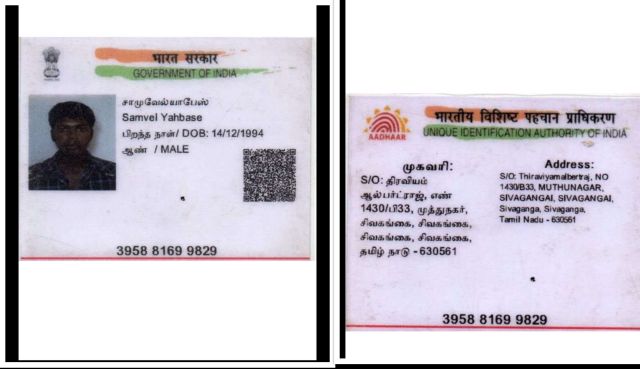 भारत सरकार
GOVERNMENT OF INDIA
சாமுவேல்யாபேஸ்
Samvel Yahbase
பிறந்த நாள்/ DOB: 14/12/1994
ஆண் / MALE
3958 8169 9829
भारतीय विशिष्ट पहचान प्राधिकरण
UNIQUE IDENTIFICATION AUTHORITY OF INDIA
AADHAAR
முகவரி:
S/O: திரவியம்
ஆல்பர்ட்ராஜ், எண்
1430/பி33, முத்துநகர்,
சிவகங்கை, சிவகங்கை,
சிவகங்கை, சிவகங்கை,
தமிழ் நாடு - 630561
Address:
S/O: Thiraviyamalbertraj, NO
1430/B33, MUTHUNAGAR,
SIVAGANGAI, SIVAGANGAI,
Sivaganga, Sivaganga,
Tamil Nadu - 630561
3958 8169 9829